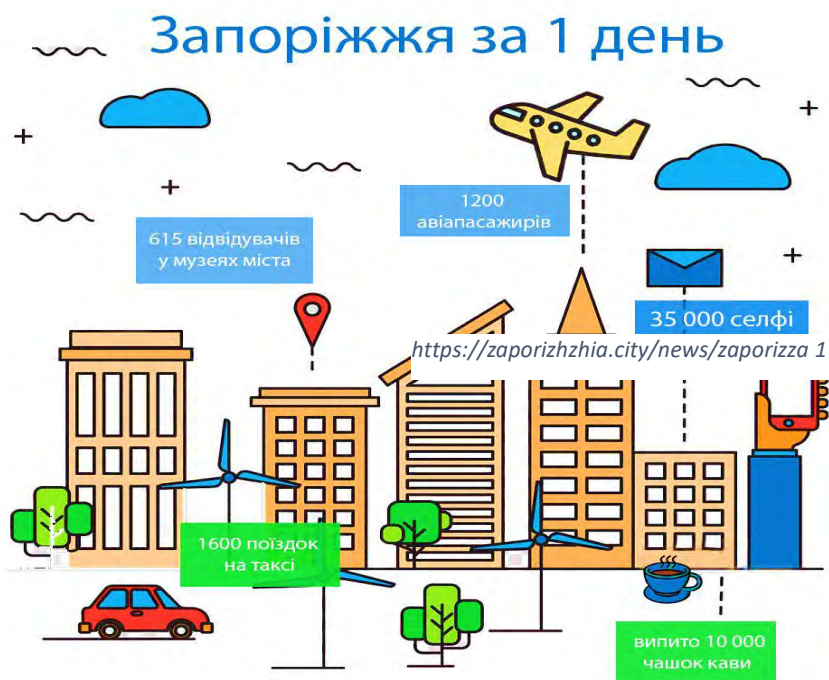 Запоріжжя за 1 день
1200
авіапасажирів
615 відвідувачів
у музеях міста
35 000 селфі
https://zaporizhzhia.city/news/zaporizza 1
1600 поїздок
на таксі
випито 10 000
чашок кави